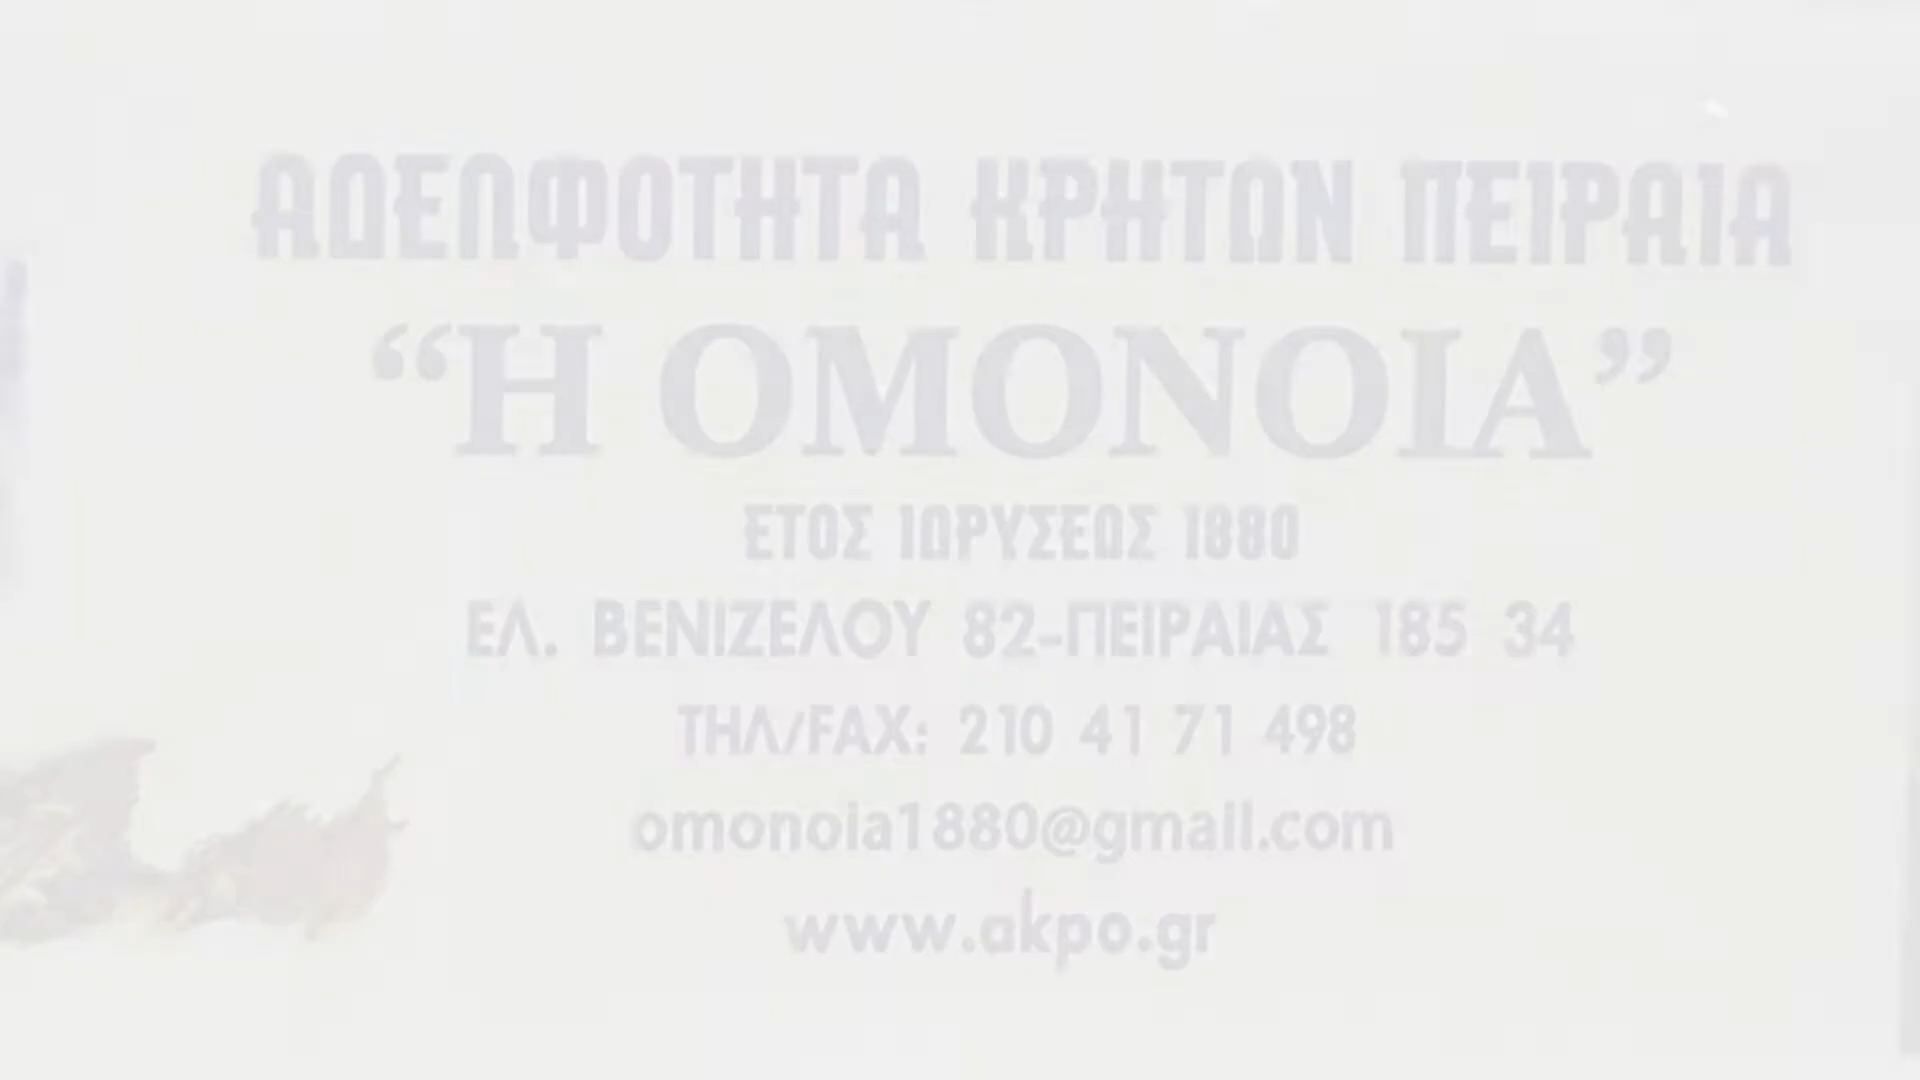 ΑΔΕΛΦΟΤΗΤΑ ΚΡΗΤΩΝ ΠΕΙΡΑΙΑ
“Η ΟΜΟΝΟΙΑ”
ΕΤΟΣ ΙΔΡΥΣΕΩΣ 1880
ΕΛ. ΒΕΝΙΖΕΛΟΥ 82-ΠΕΙΡΑΙΑΣ 185 34
ΤΗΛ/FAX: 210 41 71 498
omonoia1880@gmail.com
www.akpo.gr